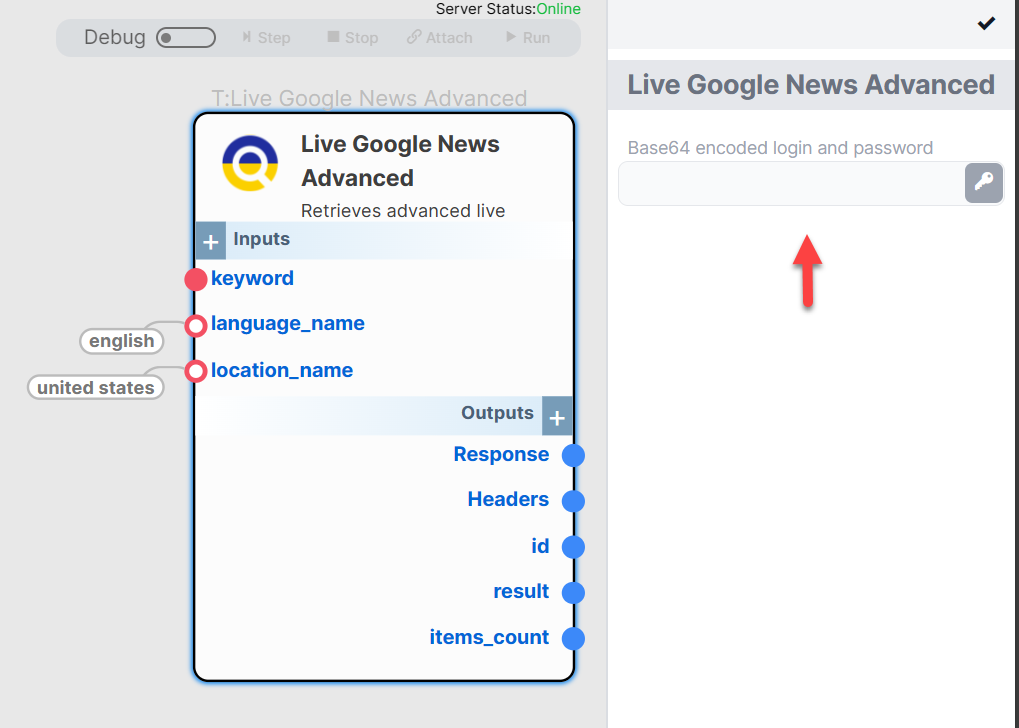 Server Status:Online
Debug Step Stop Attach Run
T:Live Google News Advanced
Live Google News
Advanced
Retrieves advanced live
+ Inputs
keyword
language_name
english
location_name
united states
Outputs +
Response
Headers
id
result
items_count
Live Google News Advanced
Base64 encoded login and password